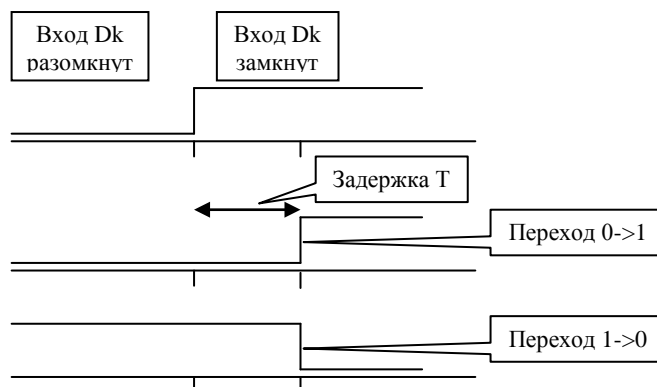 Вход Dk
разомкнут
Вход Dk
замкнут
Задержка T
Переход 0->1
Переход 1->0